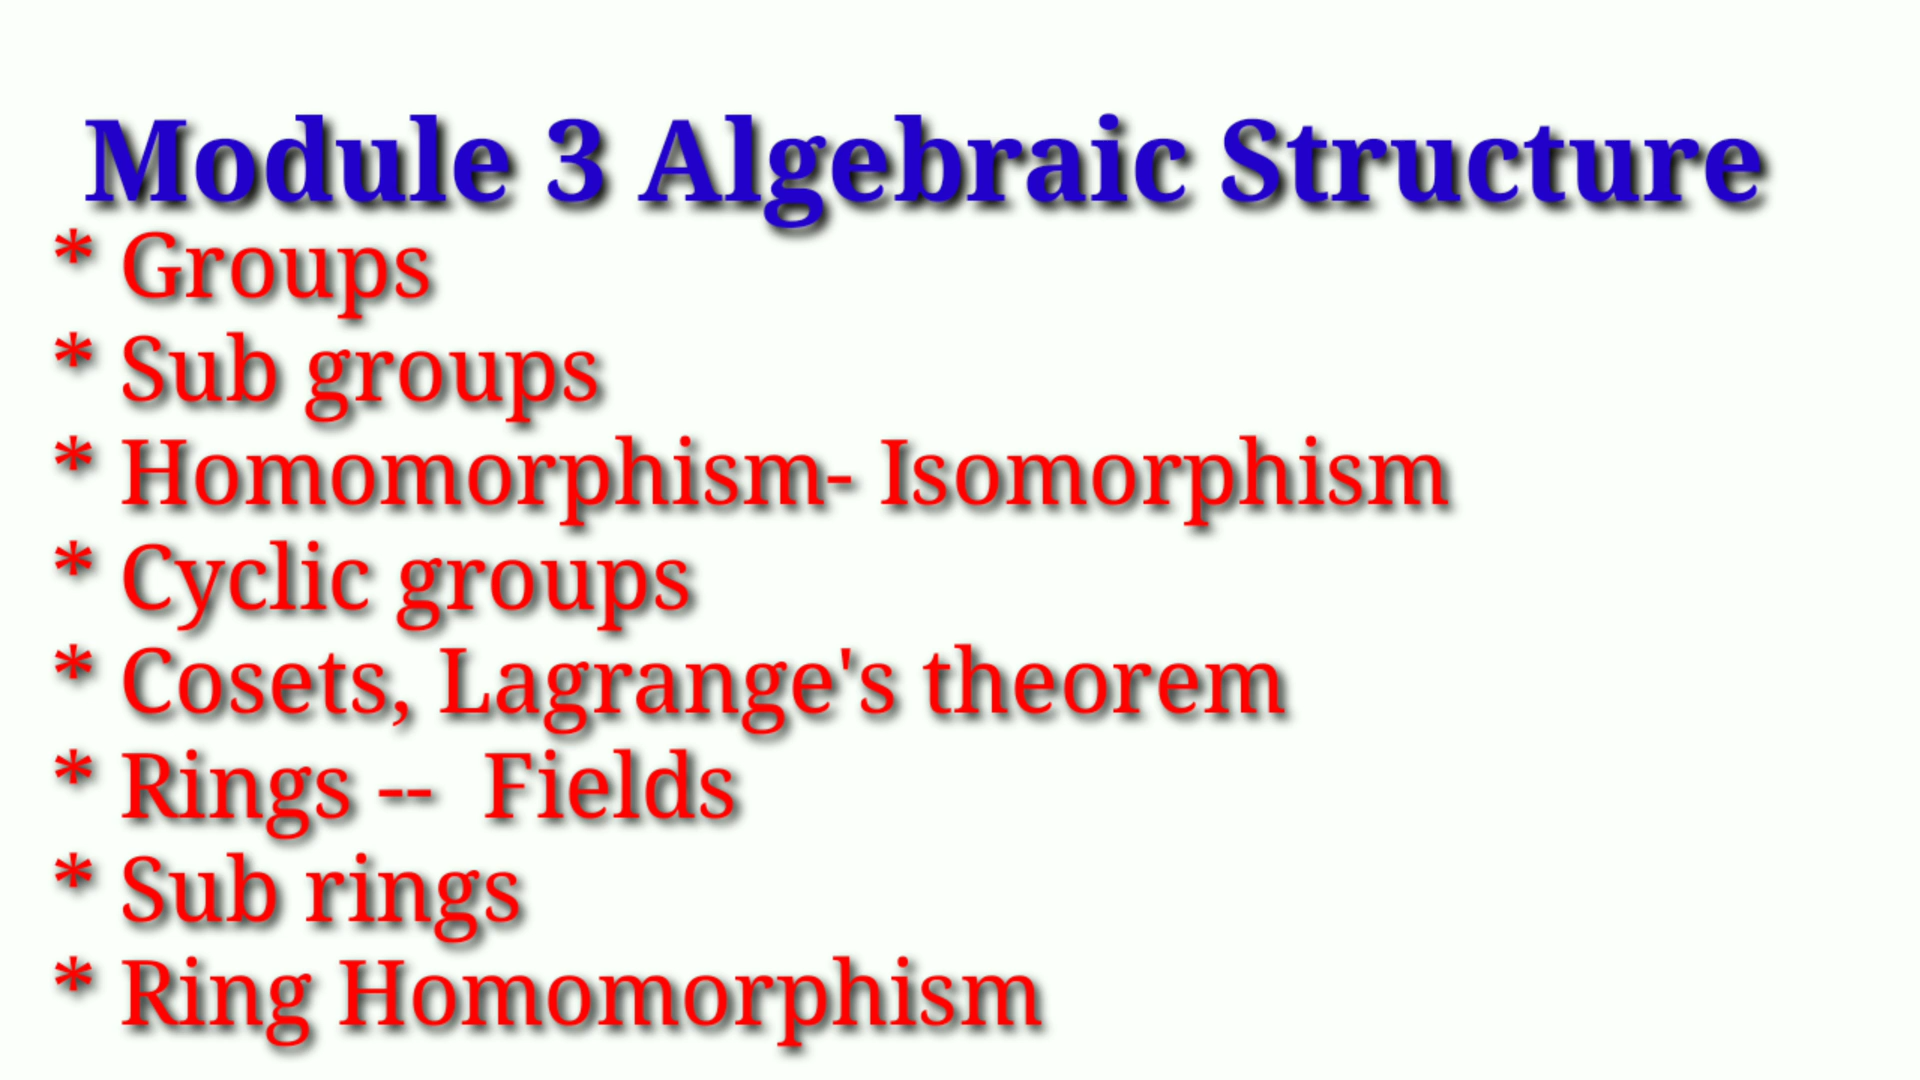 Module 3 Algebraic Structure
* Groups
* Sub groups
* Homomorphism- Isomorphism
* Cyclic groups
* Cosets, Lagrange's theorem
* Rings --  Fields
* Sub rings
* Ring Homomorphism